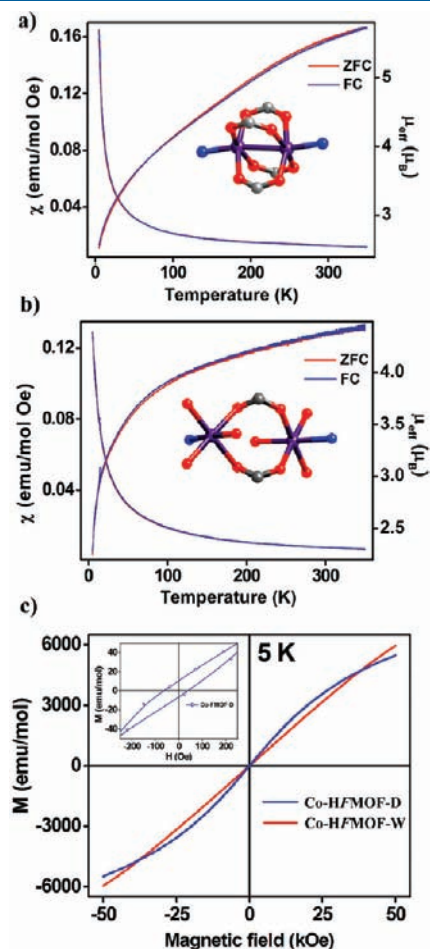 a)
0.16
0.12
0.08
0.04
χ (emu/mol Oe)
ZFC
FC
5
4
3
μeff (μB)
0 100 200 300
Temperature (K)
b)
0.12
0.08
0.04
χ (emu/mol Oe)
ZFC
FC
4.0
3.5
3.0
2.5
μeff (μB)
0 100 200 300
Temperature (K)
c)
6000
3000
0
-3000
-6000
M (emu/mol)
5 K
40
20
0
-20
-40
M (emu/mol)
Co-HFMOF-D
-200 0 200
H (Oe)
Co-HFMOF-D
Co-HFMOF-W
-50 -25 0 25 50
Magnetic field (kOe)